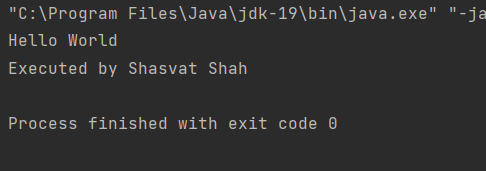 "C:\Program Files\Java\jdk-19\bin\java.exe" "-ja
Hello World
Executed by Shasvat Shah
Process finished with exit code 0